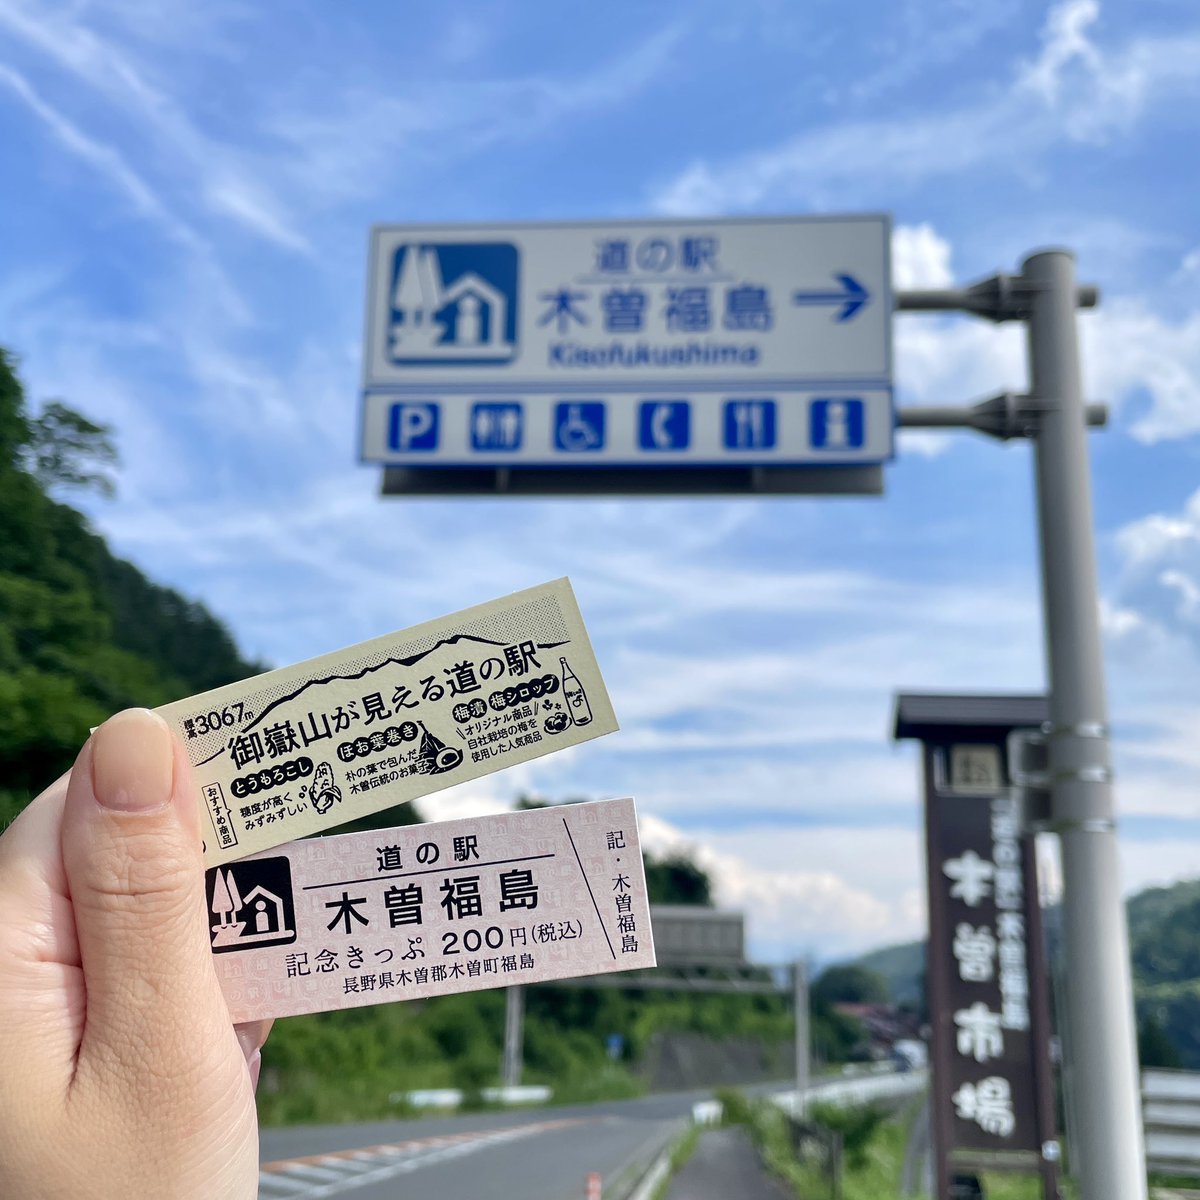 道の駅
木曽福島
Kisofukushima
P
標高3067m
御嶽山が見える道の駅
おすすめ商品
とうもろこし
糖度が高く
みずみずしい
ほお葉巻き
朴の葉で包んだ
木曽伝統のお菓子
梅漬 梅シロップ
オリジナル商品
自社栽培の梅を
使用した人気商品
道の駅
木曽福島
記念きっぷ 200円(税込)
長野県木曽郡木曽町福島
記・木曽福島
木曽市場